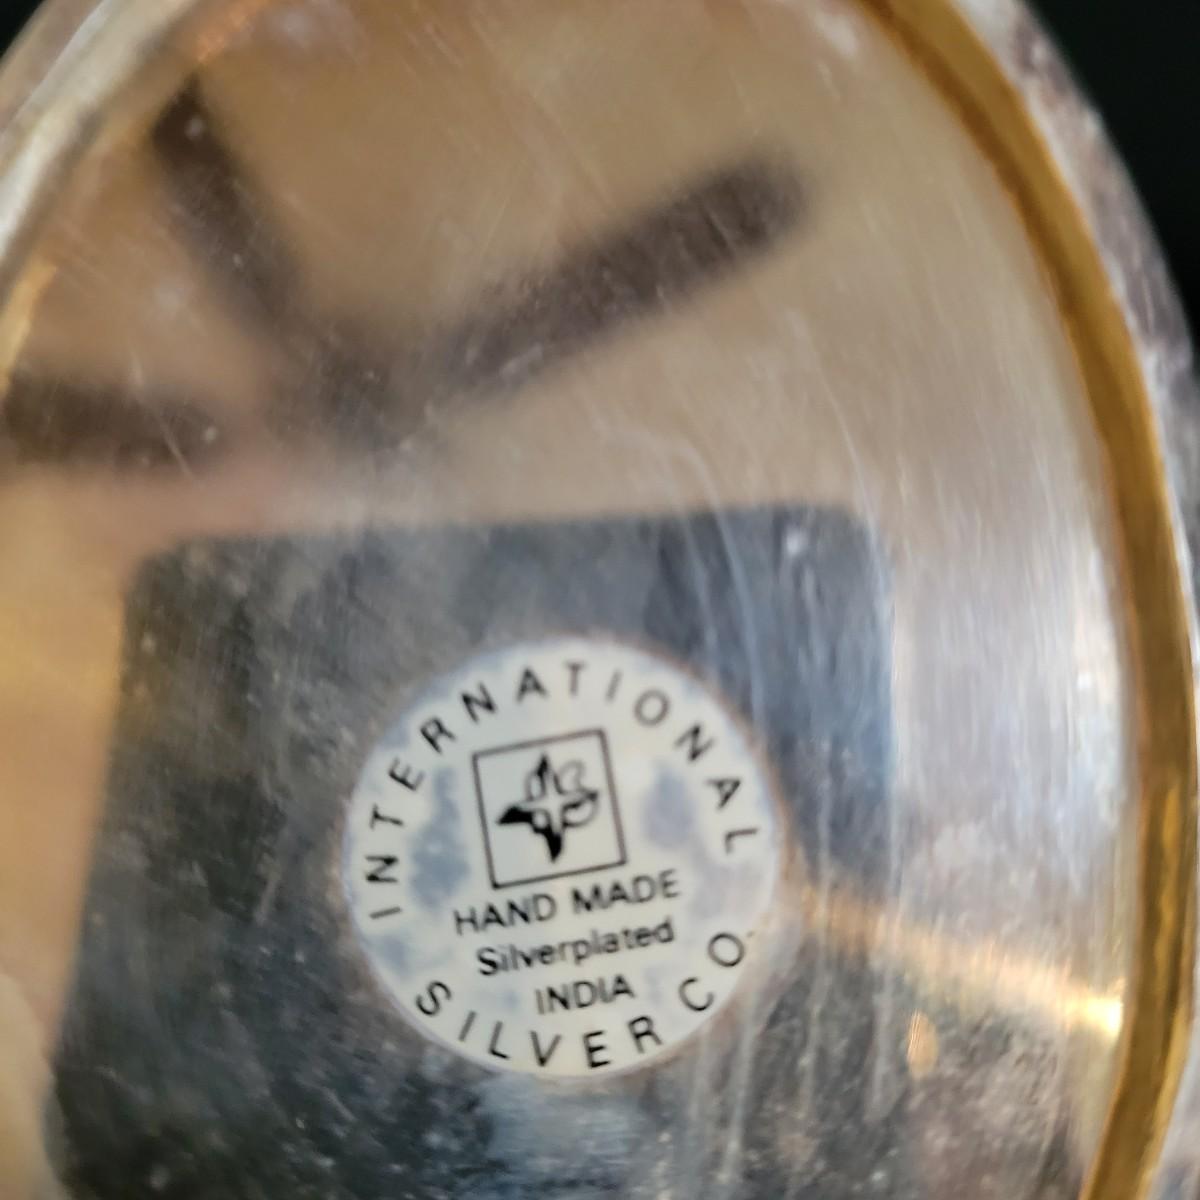 INTERNATIONAL
HAND MADE
Silverplated
INDIA
SILVER CO.